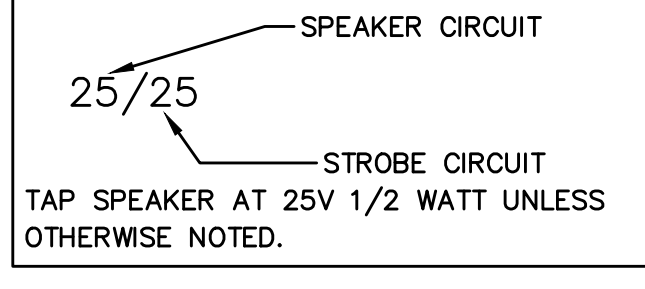 SPEAKER CIRCUIT
25/25
STROBE CIRCUIT
TAP SPEAKER AT 25V 1/2 WATT UNLESS
OTHERWISE NOTED.